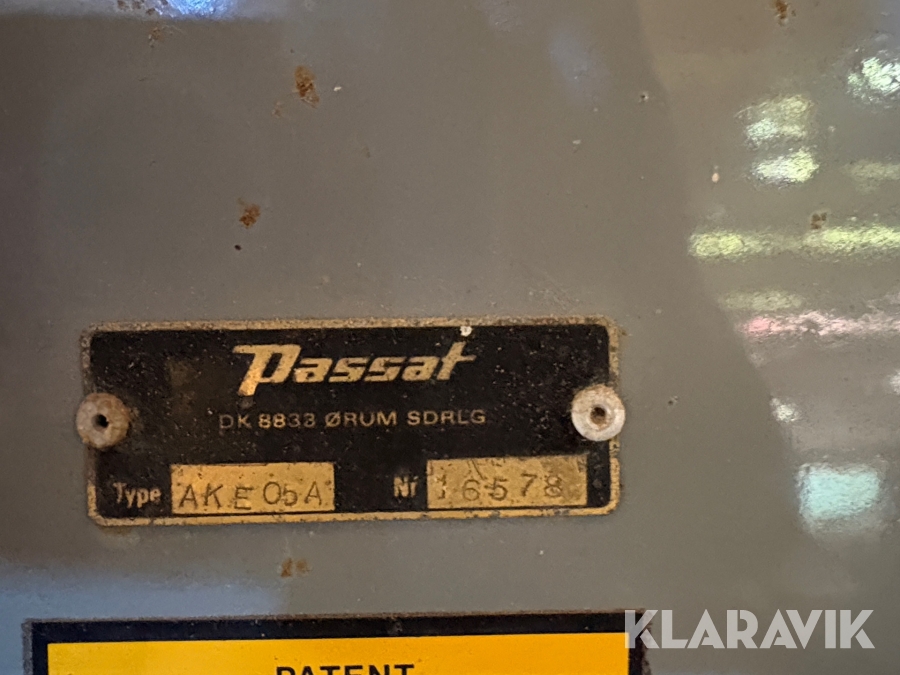 Passat
DK 8833 ØRUM SDRLG
Type AKE05A Nr 16578
PATENT
KLARAVIK